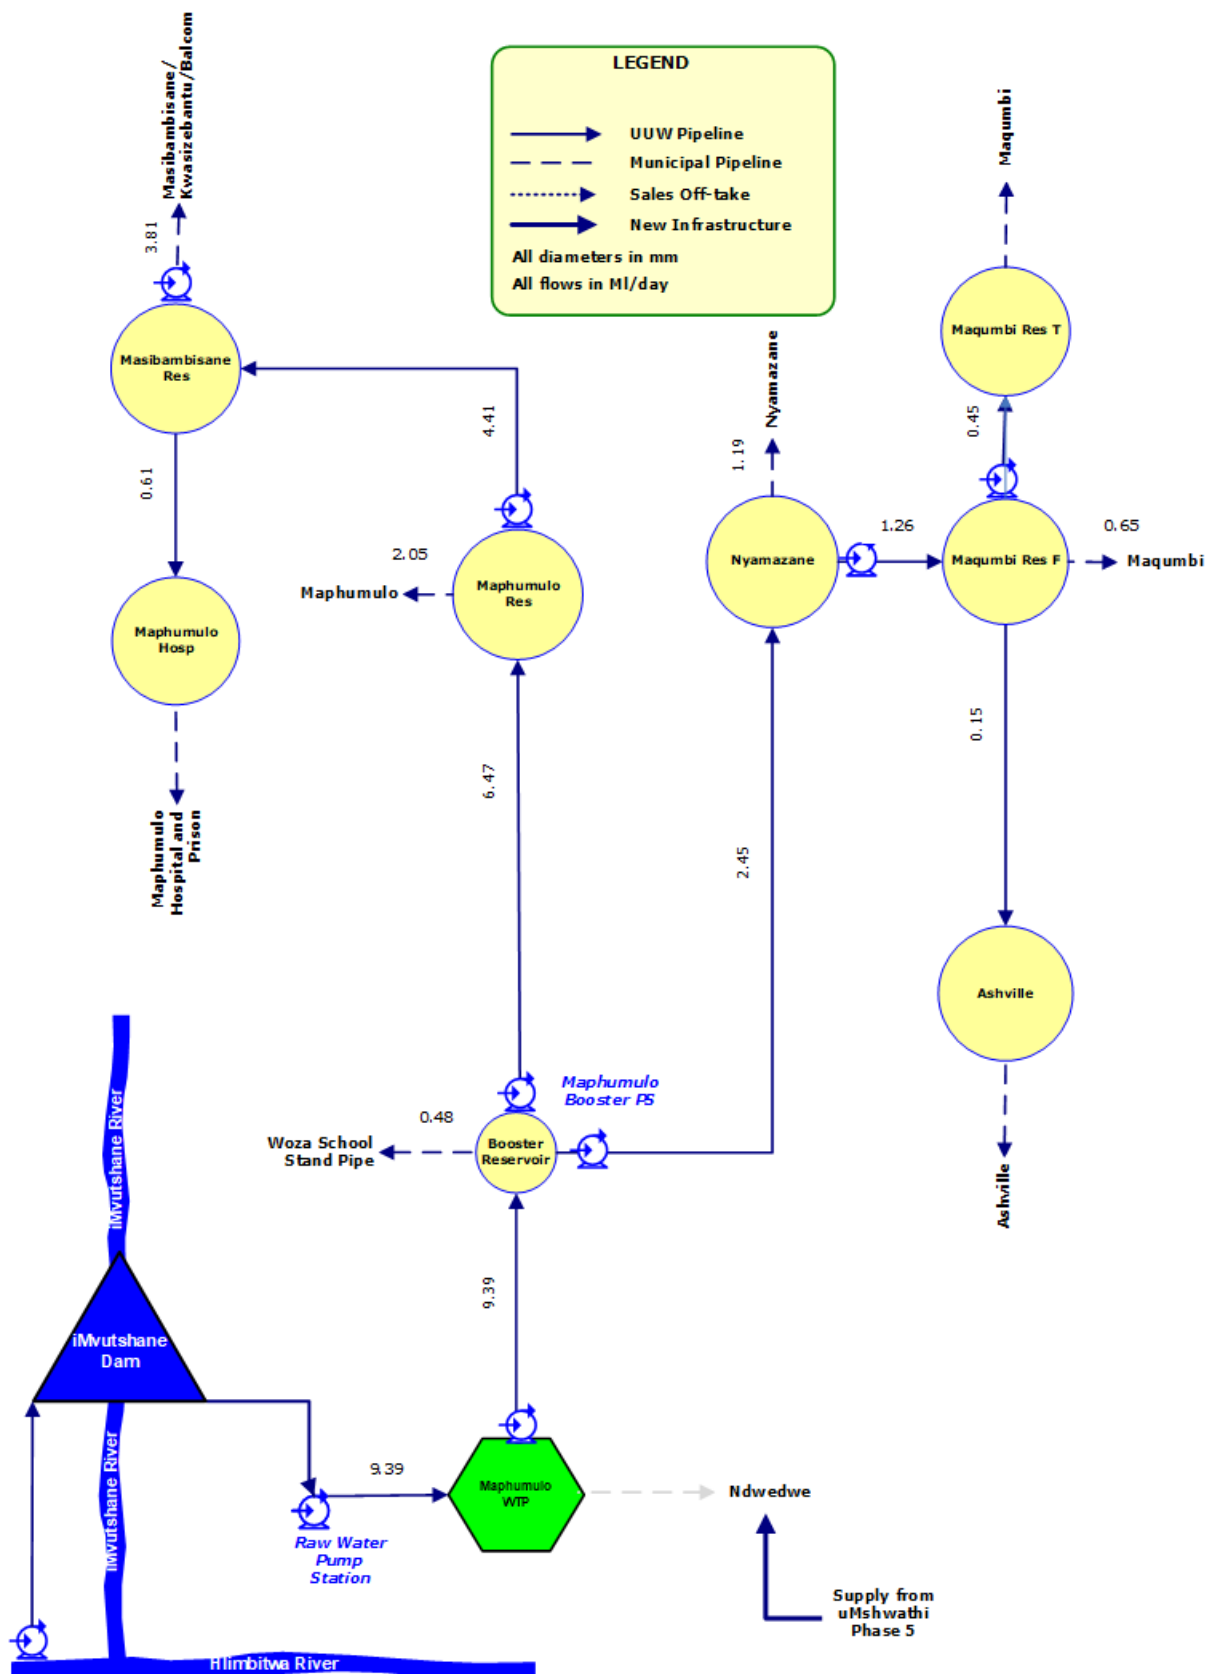 LEGEND
UUW Pipeline
Municipal Pipeline
Sales Off-take
New Infrastructure
All diameters in mm
All flows in Ml/day
Masibambisane/
Kwasizebantu/Balcom
3.81
Masibambisane
Res
0.61
Maphumulo
Hosp
Maphumulo
Hospital and
Prison
4.41
2.05
Maphumulo
Maphumulo
Res
6.47
Nyamazane
1.19
Nyamazane
1.26
2.45
Maqumbi
Maqumbi Res T
0.45
Maqumbi Res F
0.65
Maqumbi
0.15
Ashville
Ashville
Maphumulo
Booster PS
0.48
Woza School
Stand Pipe
Booster
Reservoir
9.39
iMvutshane River
iMvutshane
Dam
iMvutshane River
9.39
Raw Water
Pump
Station
Maphumulo
WTP
Ndwedwe
Supply from
uMshwathi
Phase 5
Hlimbitwa River